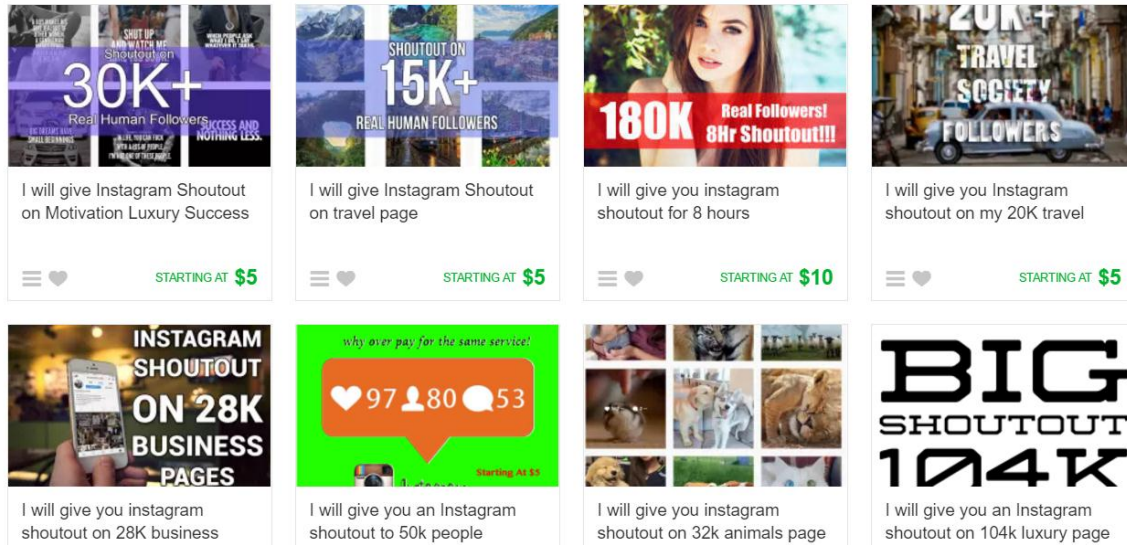 SHUT UP
AND WATCH ME
Shoutout on
30K+
Real Human Followers
BIG DREAMS HAVE
SMALL BEGINNINGS
SUCCESS AND
NOTHING LESS.
I will give Instagram Shoutout
on Motivation Luxury Success
STARTING AT $5
SHOUTOUT ON
15K+
REAL HUMAN FOLLOWERS
I will give Instagram Shoutout
on travel page
STARTING AT $5
180K Real Followers!
8Hr Shoutout!!!
I will give you instagram
shoutout for 8 hours
STARTING AT $10
20K+
TRAVEL
SOCIETY
FOLLOWERS
I will give you Instagram
shoutout on my 20K travel
STARTING AT $5
INSTAGRAM
SHOUTOUT
ON 28K
BUSINESS
PAGES
I will give you instagram
shoutout on 28K business
why over pay for the same service!
97 80 53
Starting At $5
I will give you an Instagram
shoutout to 50k people
I will give you instagram
shoutout on 32k animals page
BIG
SHOUTOUT
104K
I will give you an Instagram
shoutout on 104k luxury page